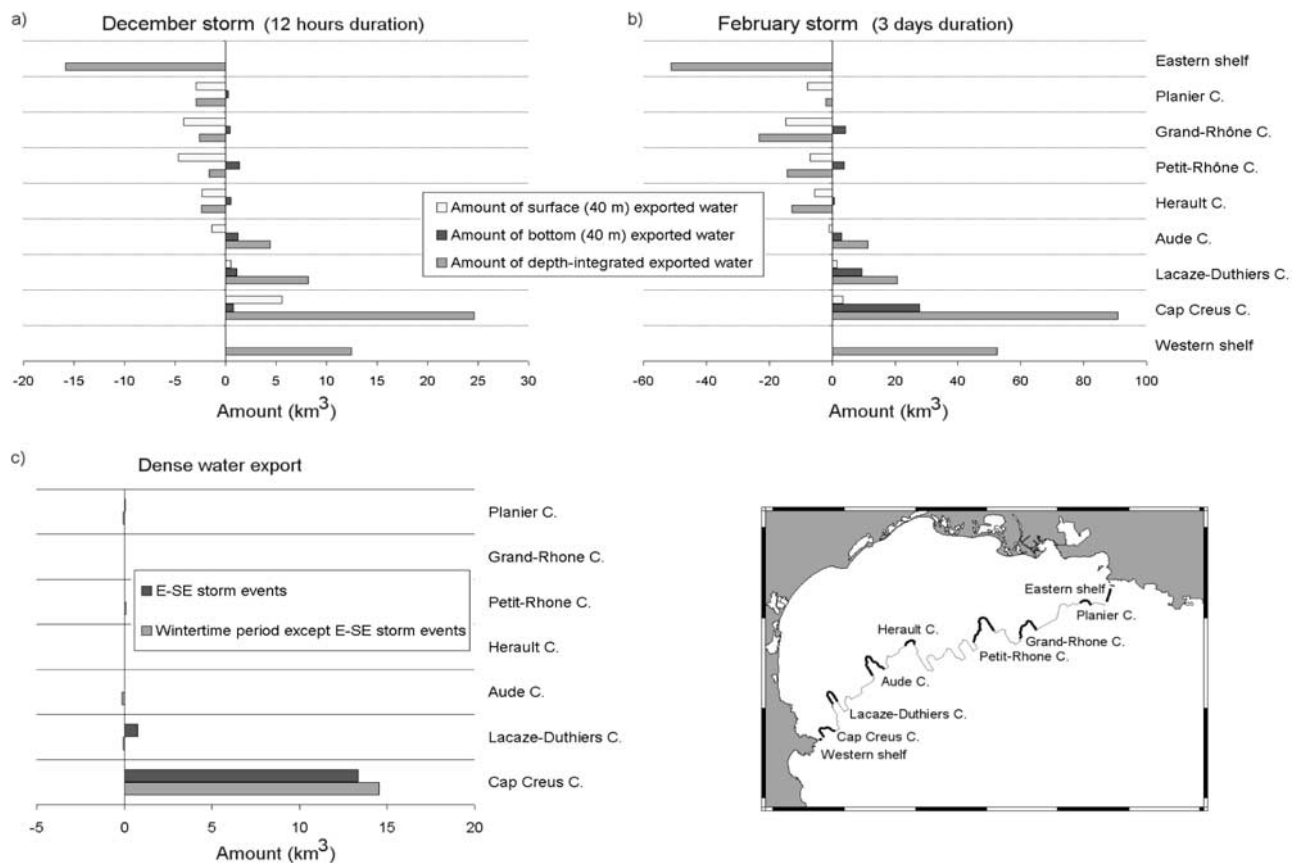 a) December storm (12 hours duration)
b) February storm (3 days duration)
Eastern shelf
Planier C.
Grand-Rhône C.
Petit-Rhône C.
Herault C.
Aude C.
Lacaze-Duthiers C.
Cap Creus C.
Western shelf
Amount of surface (40 m) exported water
Amount of bottom (40 m) exported water
Amount of depth-integrated exported water
-20 -15 -10 -5 0 5 10 15 20 25 30
Amount (km³)
-60 -40 -20 0 20 40 60 80 100
Amount (km³)
c) Dense water export
Planier C.
Grand-Rhone C.
Petit-Rhone C.
Herault C.
Aude C.
Lacaze-Duthiers C.
Cap Creus C.
E-SE storm events
Wintertime period except E-SE storm events
-5 0 5 10 15 20
Amount (km³)
Eastern shelf
Planier C.
Grand-Rhone C.
Petit-Rhone C.
Herault C.
Aude C.
Lacaze-Duthiers C.
Cap Creus C.
Western shelf